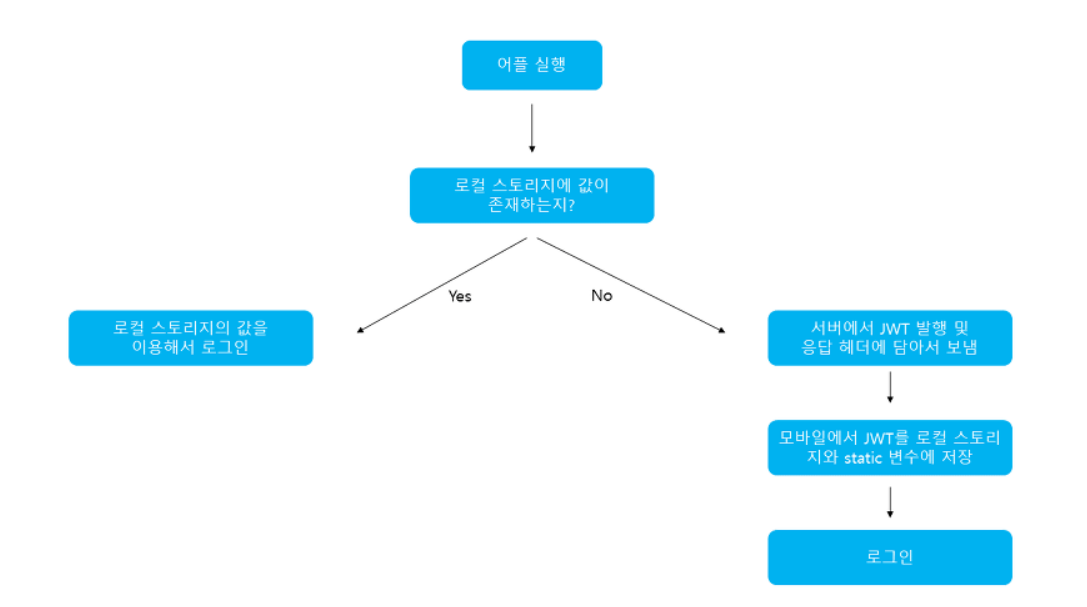 어플 실행
로컬 스토리지에 값이
존재하는지?
Yes
No
로컬 스토리지의 값을
이용해서 로그인
서버에서 JWT 발행 및
응답 헤더에 담아서 보냄
모바일에서 JWT를 로컬 스토리
지와 static 변수에 저장
로그인